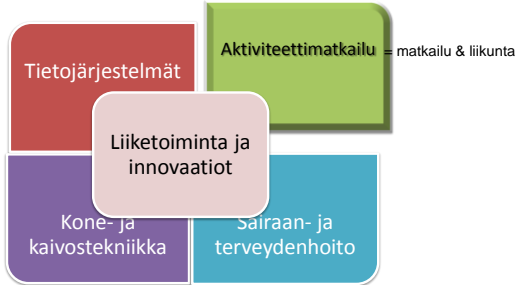 Tietojärjestelmät
Aktiviteettimatkailu = matkailu & liikunta
Liiketoiminta ja
innovaatiot
Kone- ja
kaivostekniikka
Sairaan- ja
terveydenhoito